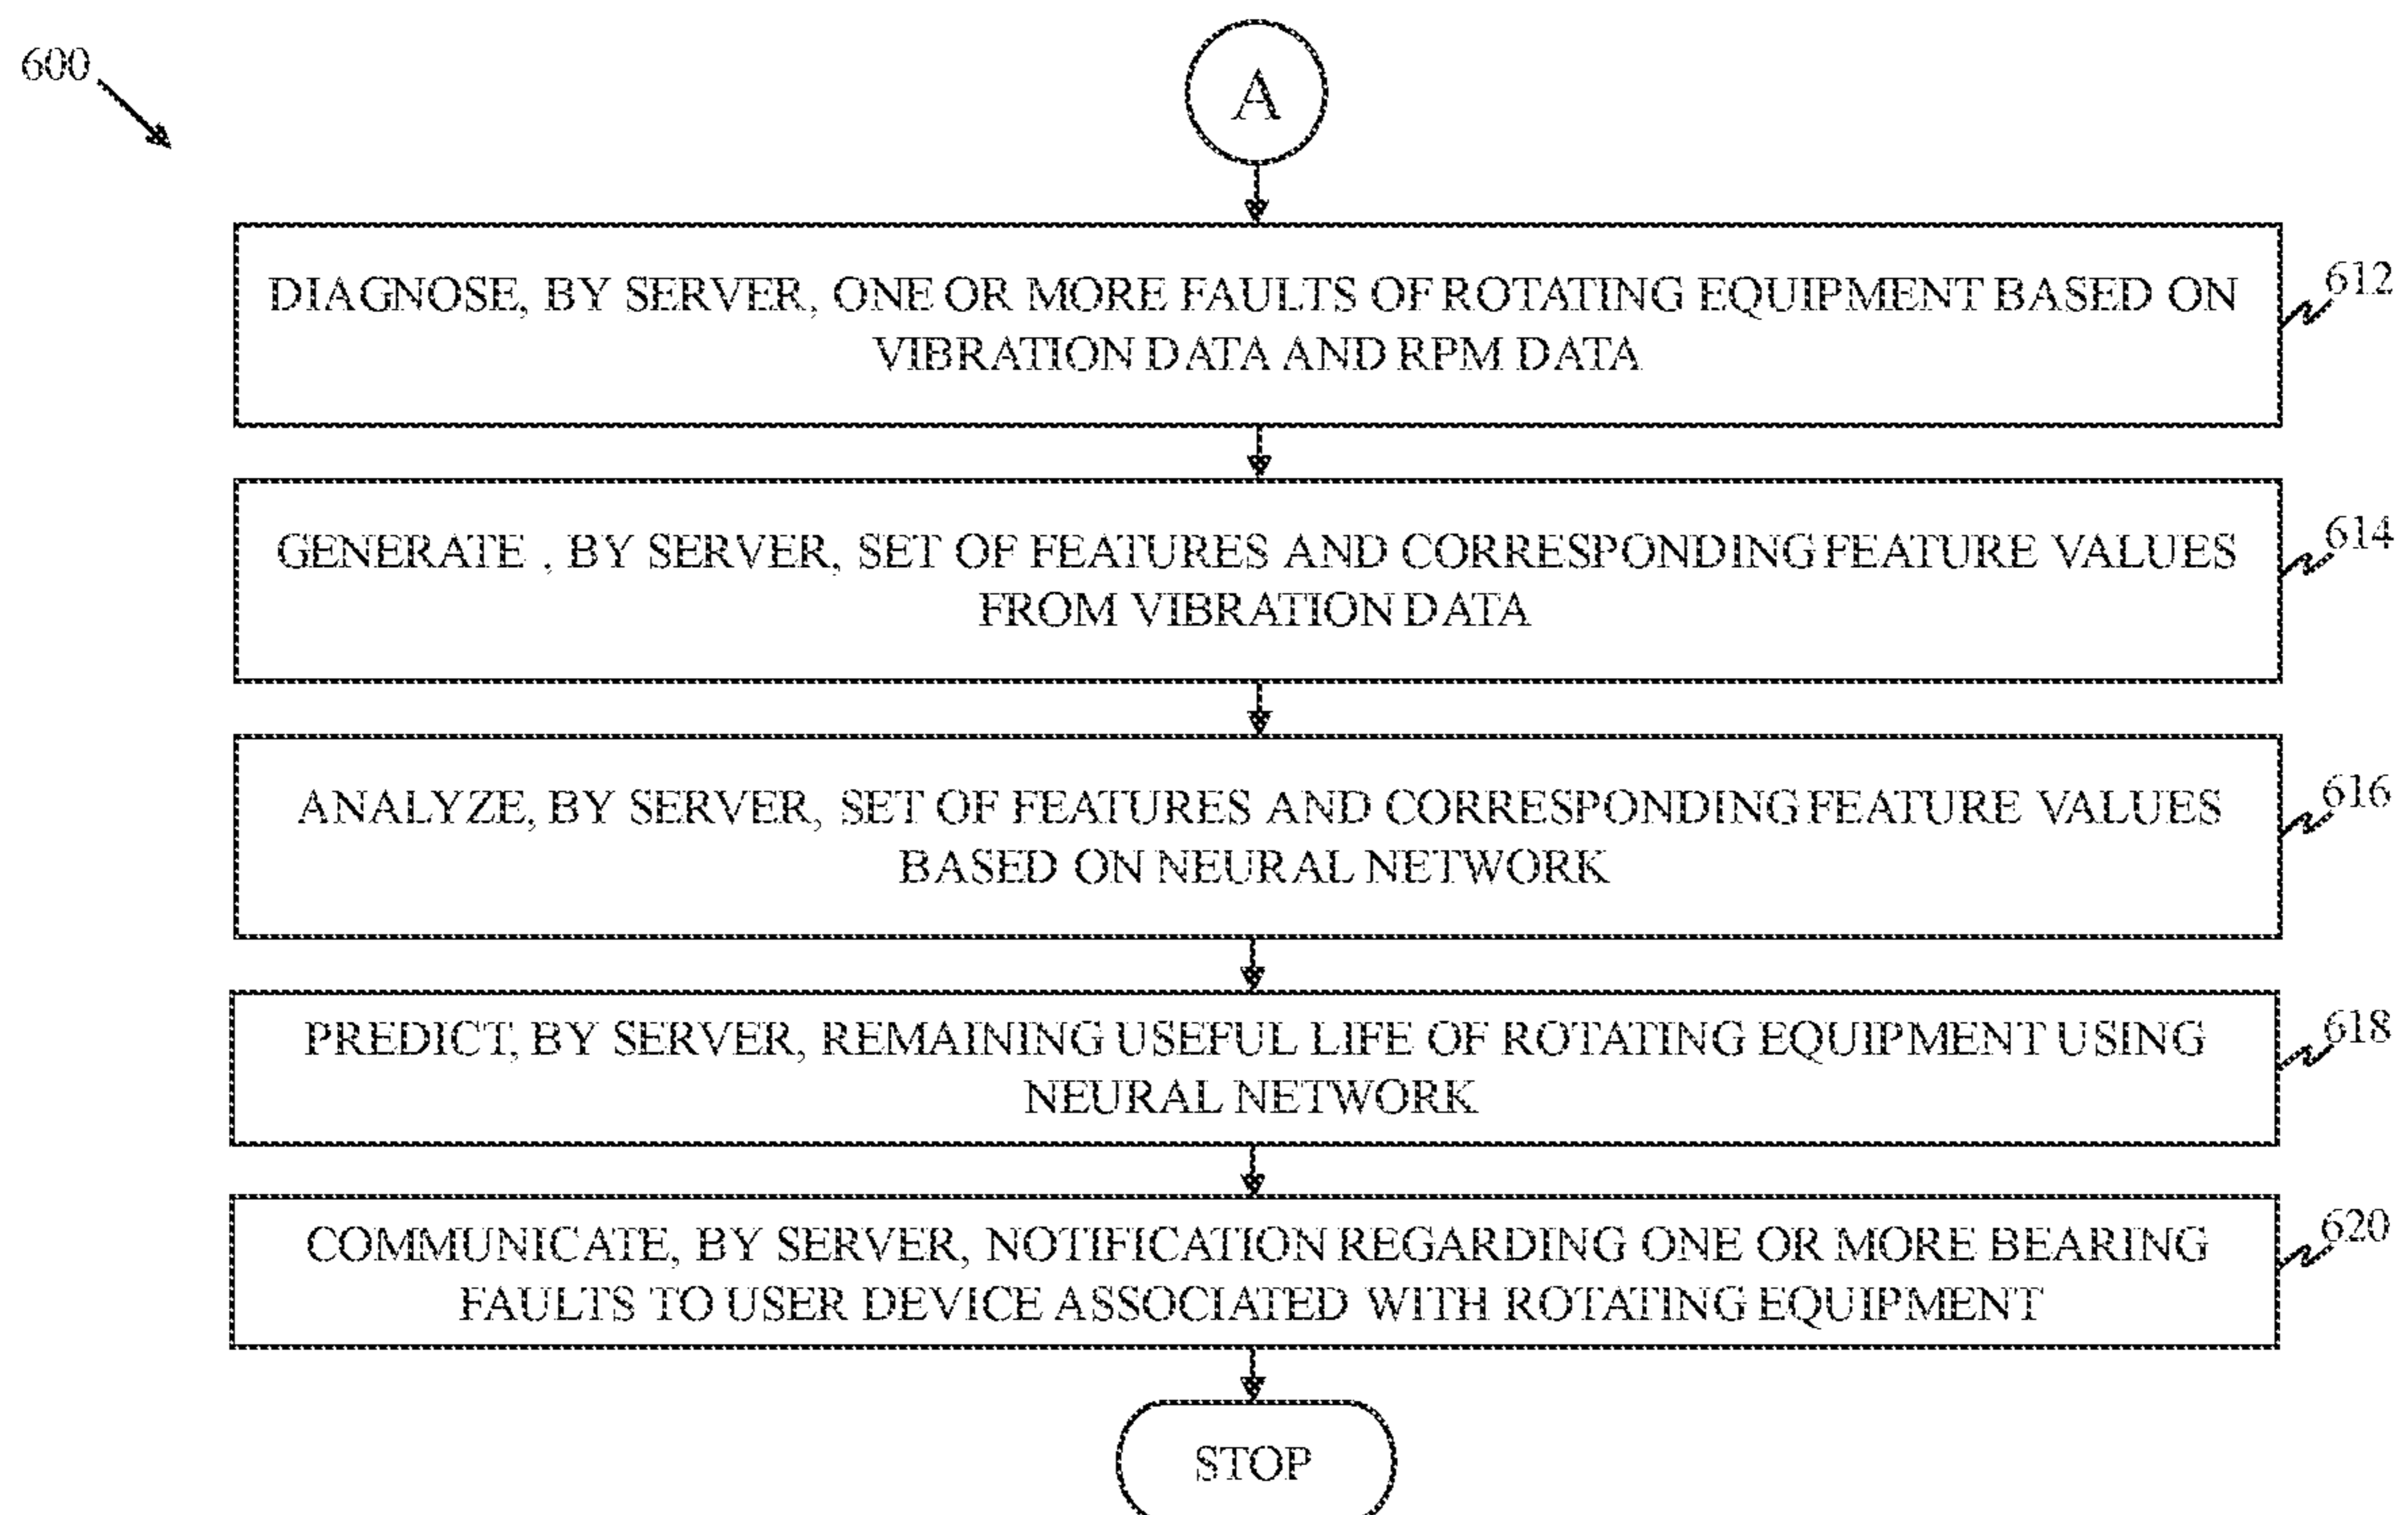 600
A
DIAGNOSE, BY SERVER, ONE OR MORE FAULTS OF ROTATING EQUIPMENT BASED ON
VIBRATION DATA AND RPM DATA
612
GENERATE , BY SERVER, SET OF FEATURES AND CORRESPONDING FEATURE VALUES
FROM VIBRATION DATA
614
ANALYZE, BY SERVER, SET OF FEATURES AND CORRESPONDING FEATURE VALUES
BASED ON NEURAL NETWORK
616
PREDICT, BY SERVER, REMAINING USEFUL LIFE OF ROTATING EQUIPMENT USING
NEURAL NETWORK
618
COMMUNICATE, BY SERVER, NOTIFICATION REGARDING ONE OR MORE BEARING
FAULTS TO USER DEVICE ASSOCIATED WITH ROTATING EQUIPMENT
620
STOP